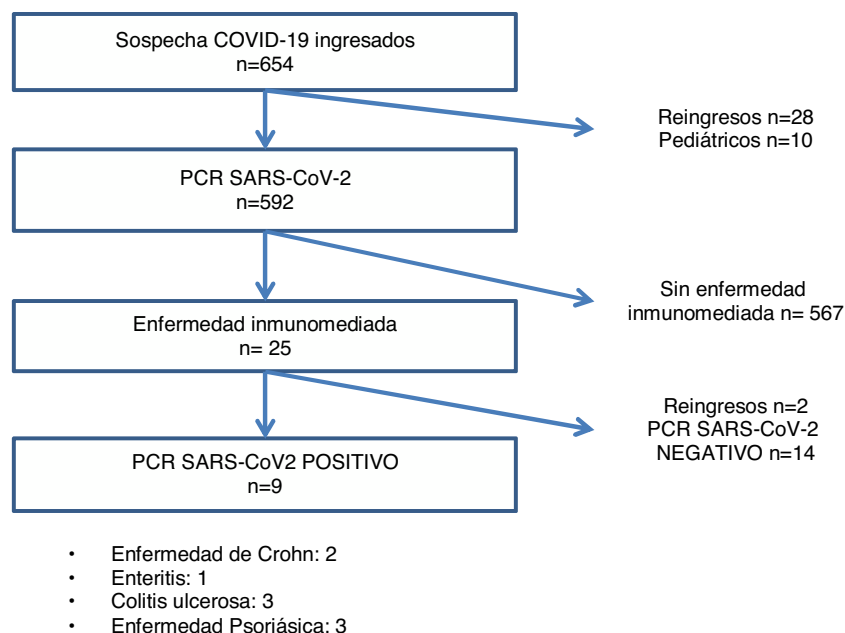 Sospecha COVID-19 ingresados
n=654
Reingresos n=28
Pediátricos n=10
PCR SARS-CoV-2
n=592
Sin enfermedad
inmunomediada n= 567
Enfermedad inmunomediada
n= 25
Reingresos n=2
PCR SARS-CoV-2
NEGATIVO n=14
PCR SARS-CoV2 POSITIVO
n=9
• Enfermedad de Crohn: 2
• Enteritis: 1
• Colitis ulcerosa: 3
• Enfermedad Psoriásica: 3